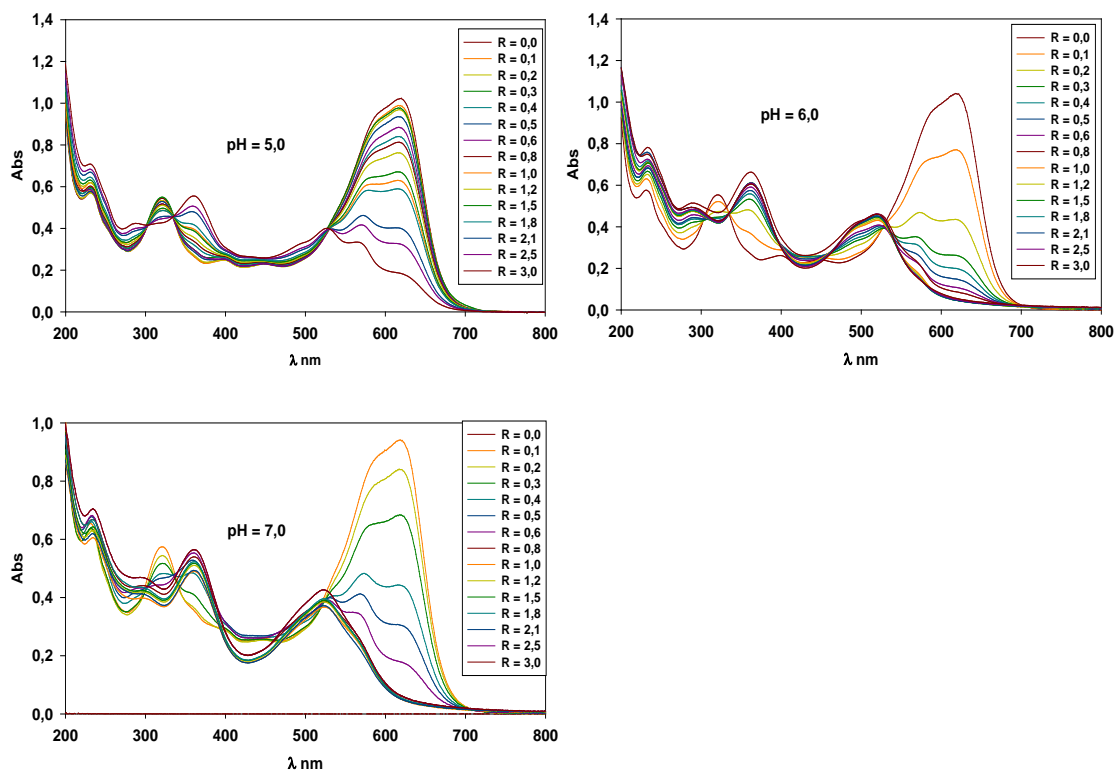 1,4
1,2
1,0
0,8
0,6
0,4
0,2
0,0
Abs
pH = 5,0
R = 0,0
R = 0,1
R = 0,2
R = 0,3
R = 0,4
R = 0,5
R = 0,6
R = 0,8
R = 1,0
R = 1,2
R = 1,5
R = 1,8
R = 2,1
R = 2,5
R = 3,0
200 300 400 500 600 700 800
λ nm
1,4
1,2
1,0
0,8
0,6
0,4
0,2
0,0
Abs
pH = 6,0
R = 0,0
R = 0,1
R = 0,2
R = 0,3
R = 0,4
R = 0,5
R = 0,6
R = 0,8
R = 1,0
R = 1,2
R = 1,5
R = 1,8
R = 2,1
R = 2,5
R = 3,0
200 300 400 500 600 700 800
λ nm
1,0
0,8
0,6
0,4
0,2
0,0
Abs
pH = 7,0
R = 0,0
R = 0,1
R = 0,2
R = 0,3
R = 0,4
R = 0,5
R = 0,6
R = 0,8
R = 1,0
R = 1,2
R = 1,5
R = 1,8
R = 2,1
R = 2,5
R = 3,0
200 300 400 500 600 700 800
λ nm